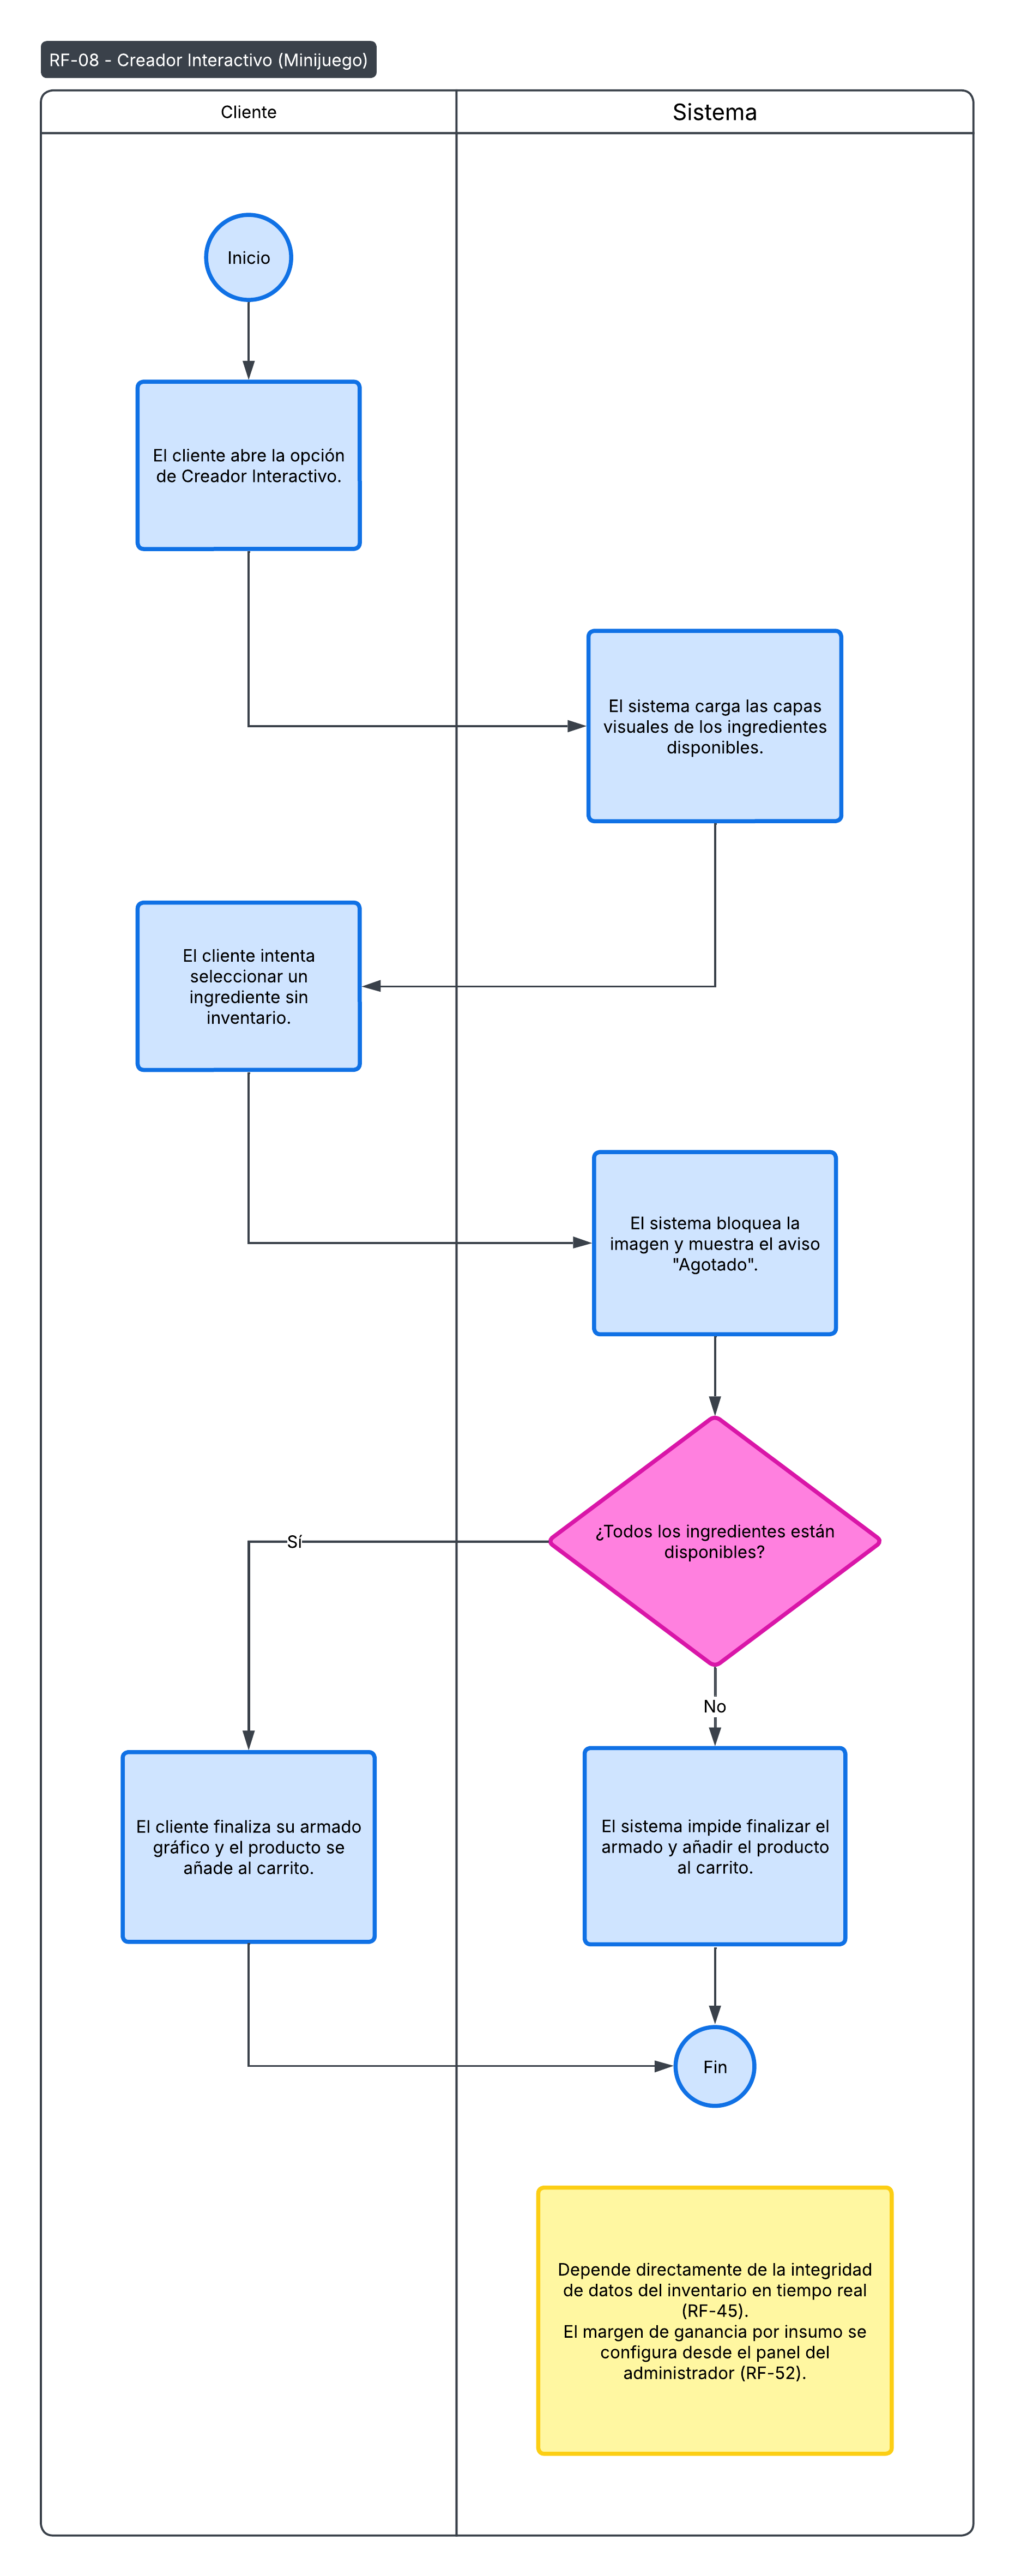 RF-08 - Creador Interactivo (Minijuego)
Cliente
Sistema
Inicio
El cliente abre la opción
de Creador Interactivo.
El sistema carga las capas
visuales de los ingredientes
disponibles.
El cliente intenta
seleccionar un
ingrediente sin
inventario.
El sistema bloquea la
imagen y muestra el aviso
"Agotado".
¿Todos los ingredientes están
disponibles?
Sí
No
El cliente finaliza su armado
gráfico y el producto se
añade al carrito.
El sistema impide finalizar el
armado y añadir el producto
al carrito.
Fin
Depende directamente de la integridad
de datos del inventario en tiempo real
(RF-45).
El margen de ganancia por insumo se
configura desde el panel del
administrador (RF-52).